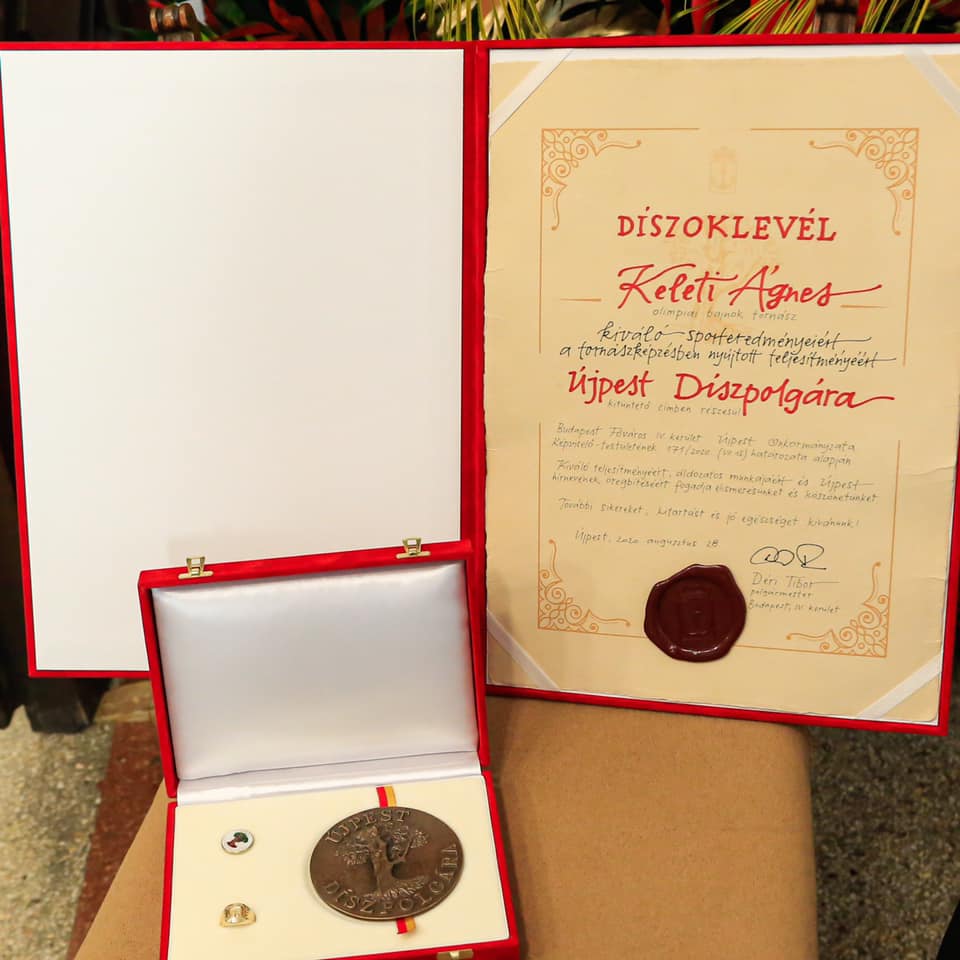 DÍSZOKLEVÉL
Keleti Ágnes
olimpiai bajnok tornász
kiváló sporteredményeiért
a tornászképzésben nyújtott teljesítményéért
Újpest Díszpolgára
kitüntető címben részesül
Budapest Főváros IV. kerület Újpest Önkormányzata
Képviselő-testületének 171/2020. (VII.15) határozata alapján
Kiváló teljesítményéért, áldozatos munkájáért és Újpest
hírnevének öregbítéséért fogadja elismerésünket és köszönetünket
További sikereket, kitartást és jó egészséget kívánunk!
Újpest, 2020. augusztus 28
Déri Tibor
polgármester
Budapest, IV. kerület
ÚJPEST
DÍSZPOLGÁRA